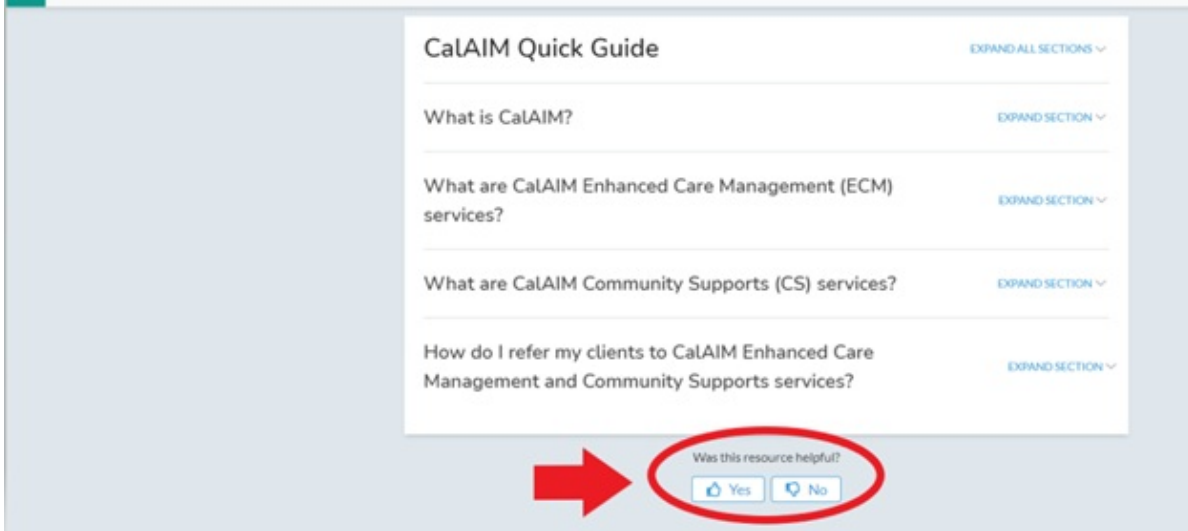 CalAIM Quick Guide
EXPAND ALL SECTIONS
What is CalAIM?
EXPAND SECTION
What are CalAIM Enhanced Care Management (ECM)
services?
EXPAND SECTION
What are CalAIM Community Supports (CS) services?
EXPAND SECTION
How do I refer my clients to CalAIM Enhanced Care
Management and Community Supports services?
EXPAND SECTION
Was this resource helpful?
Yes
No